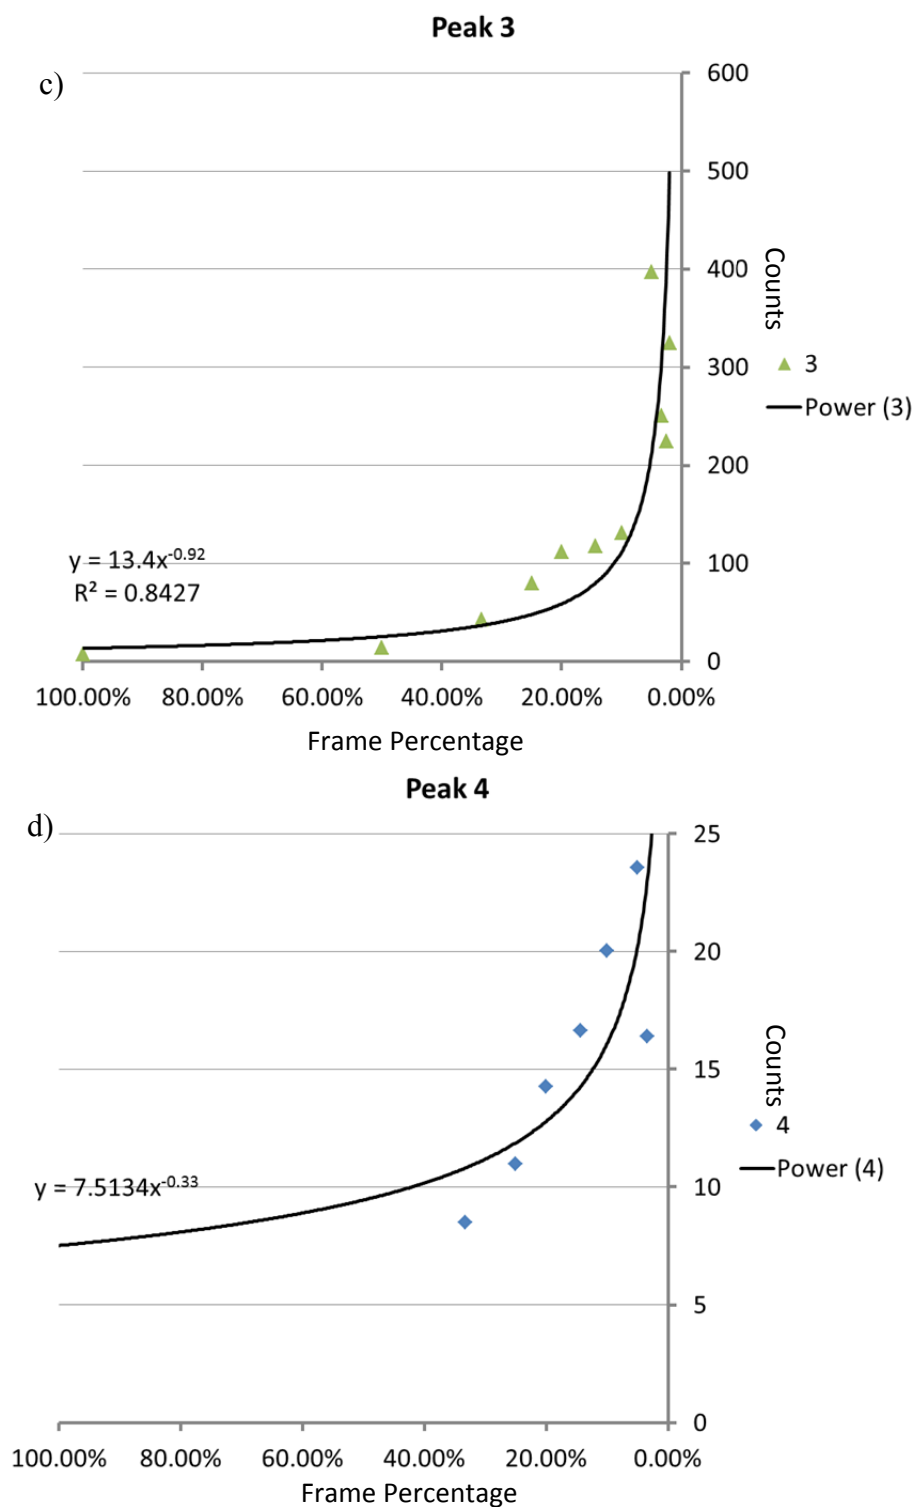 Peak 3
c)
600
500
400
300
200
100
0
Counts
3
Power (3)
y = 13.4x^-0.92
R² = 0.8427
100.00% 80.00% 60.00% 40.00% 20.00% 0.00%
Frame Percentage
Peak 4
d)
25
20
15
10
5
0
Counts
4
Power (4)
y = 7.5134x^-0.33
100.00% 80.00% 60.00% 40.00% 20.00% 0.00%
Frame Percentage